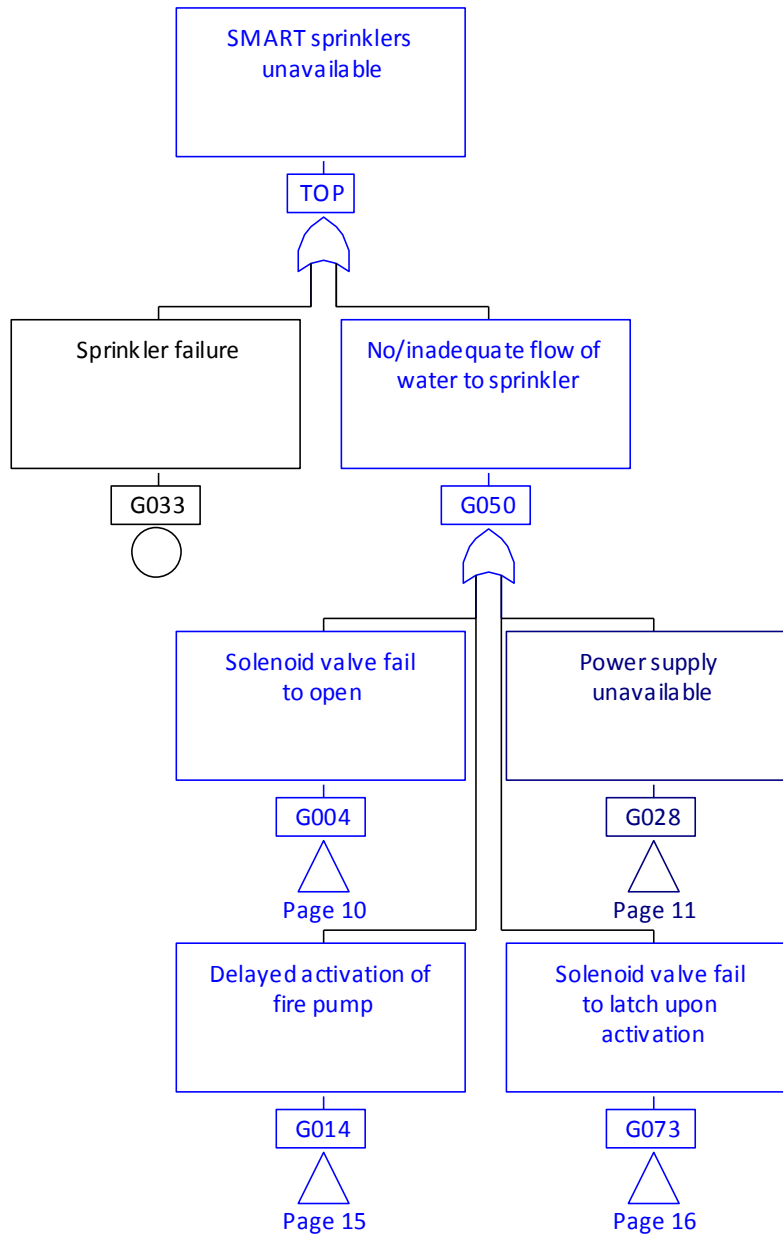 SMART sprinklers
unavailable
TOP
Sprinkler failure
G033
No/inadequate flow of
water to sprinkler
G050
Solenoid valve fail
to open
G004
Page 10
Power supply
unavailable
G028
Page 11
Delayed activation of
fire pump
G014
Page 15
Solenoid valve fail
to latch upon
activation
G073
Page 16